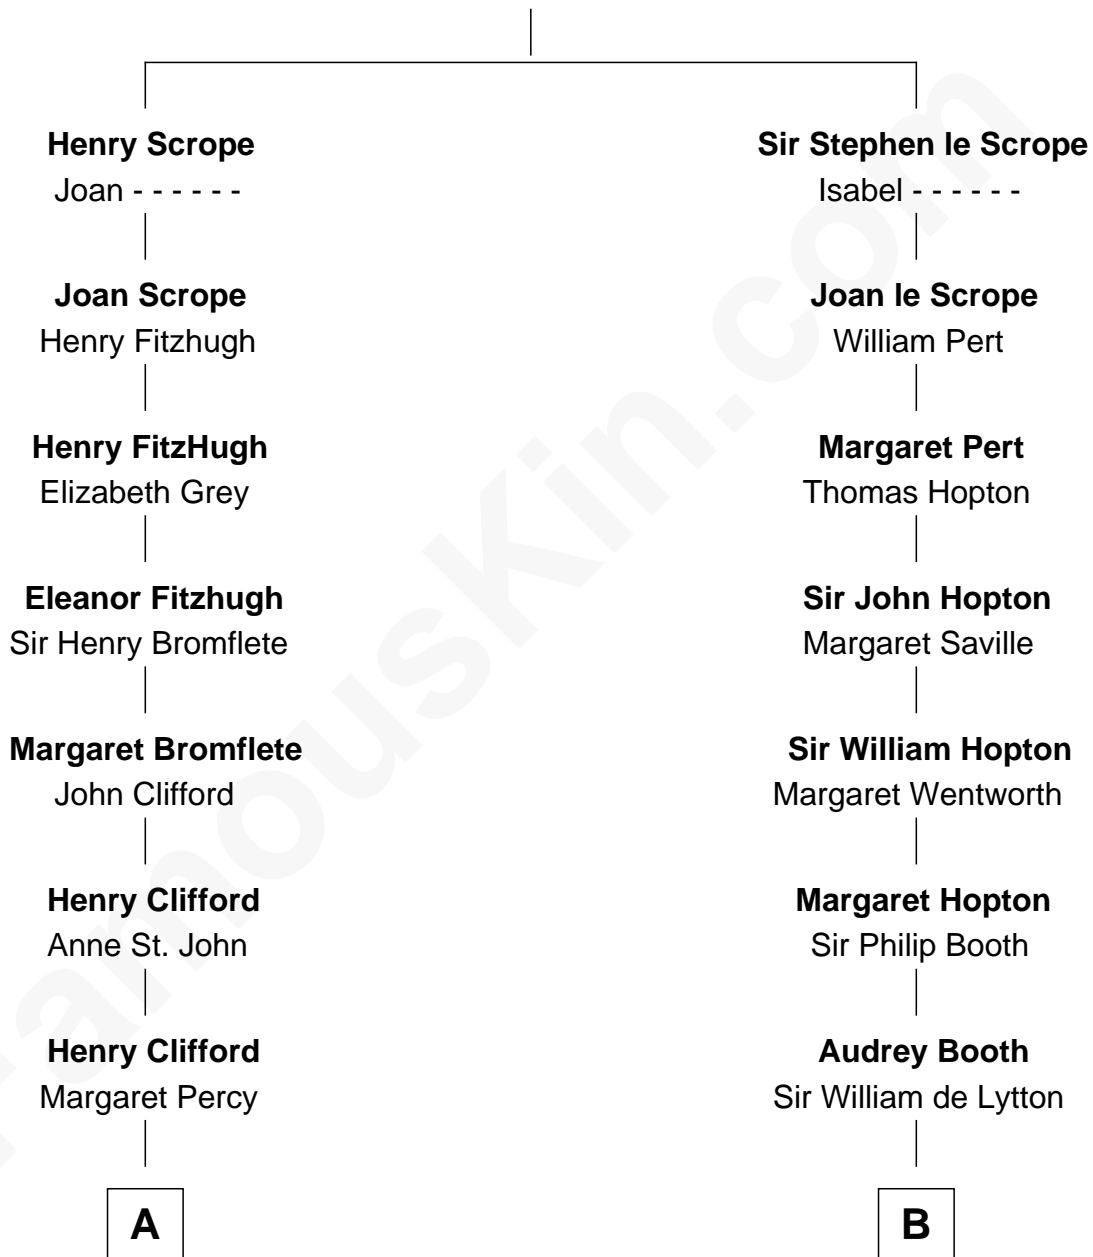 Henry Scrope
Joan - - - - - -
Joan Scrope
Henry Fitzhugh
Henry FitzHugh
Elizabeth Grey
Eleanor Fitzhugh
Sir Henry Bromflete
Margaret Bromflete
John Clifford
Henry Clifford
Anne St. John
Henry Clifford
Margaret Percy
A
Sir Stephen le Scrope
Isabel - - - - - -
Joan le Scrope
William Pert
Margaret Pert
Thomas Hopton
Sir John Hopton
Margaret Saville
Sir William Hopton
Margaret Wentworth
Margaret Hopton
Sir Philip Booth
Audrey Booth
Sir William de Lytton
B
FamousKin.com